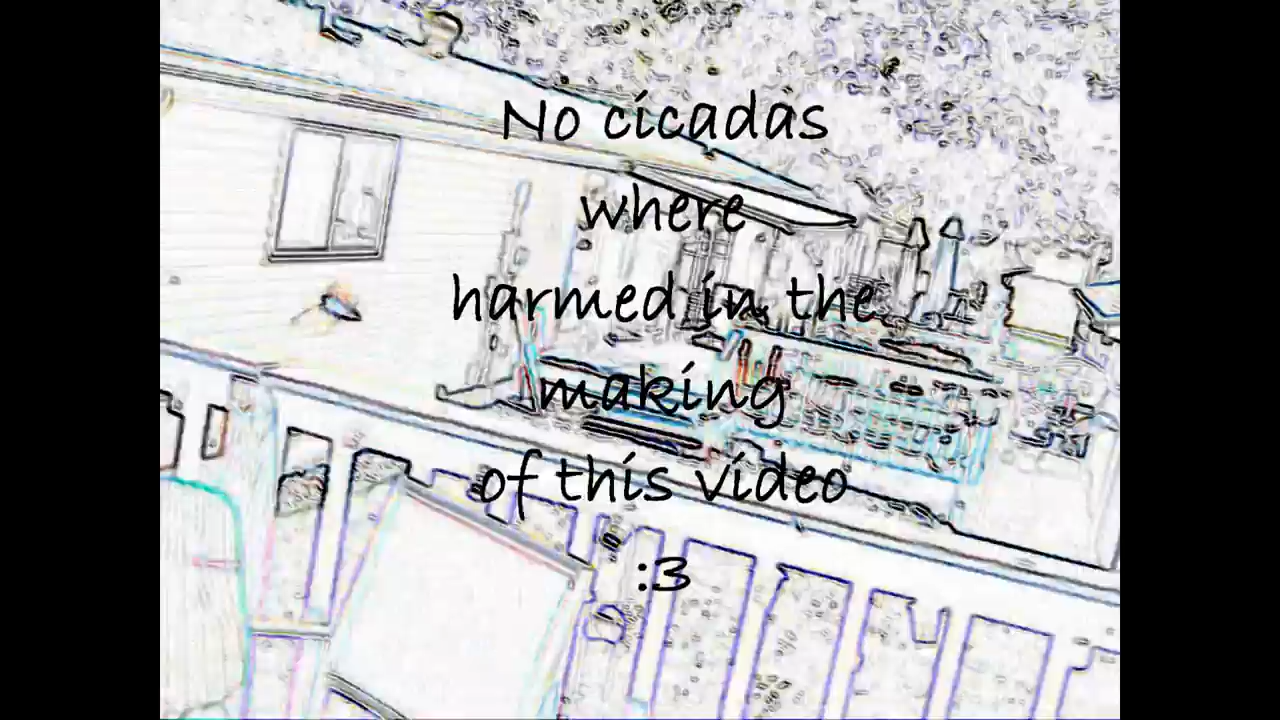 No cicadas
where
harmed in the
making
of this video
:3